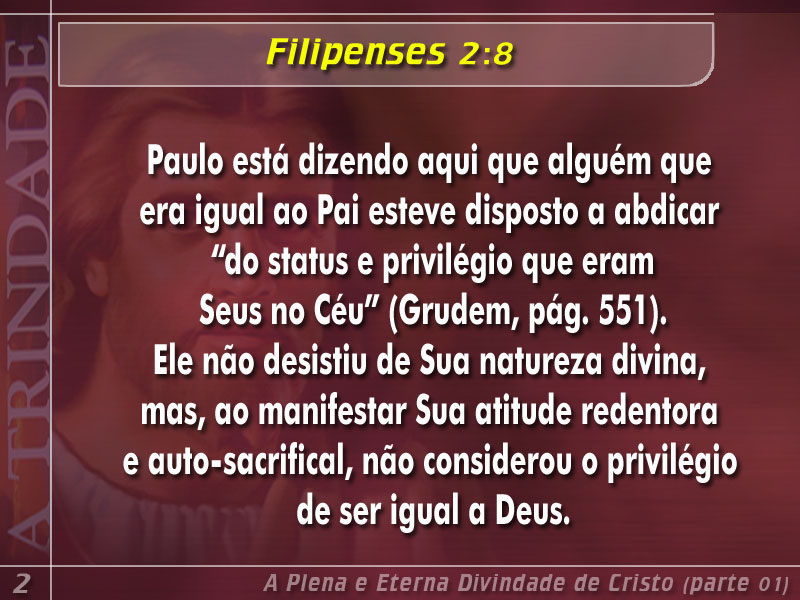 Filipenses 2:8
A TRINDADE
Paulo está dizendo aqui que alguém que
era igual ao Pai esteve disposto a abdicar
“do status e privilégio que eram
Seus no Céu” (Grudem, pág. 551).
Ele não desistiu de Sua natureza divina,
mas, ao manifestar Sua atitude redentora
e auto-sacrifical, não considerou o privilégio
de ser igual a Deus.
2
A Plena e Eterna Divindade de Cristo (parte 01)